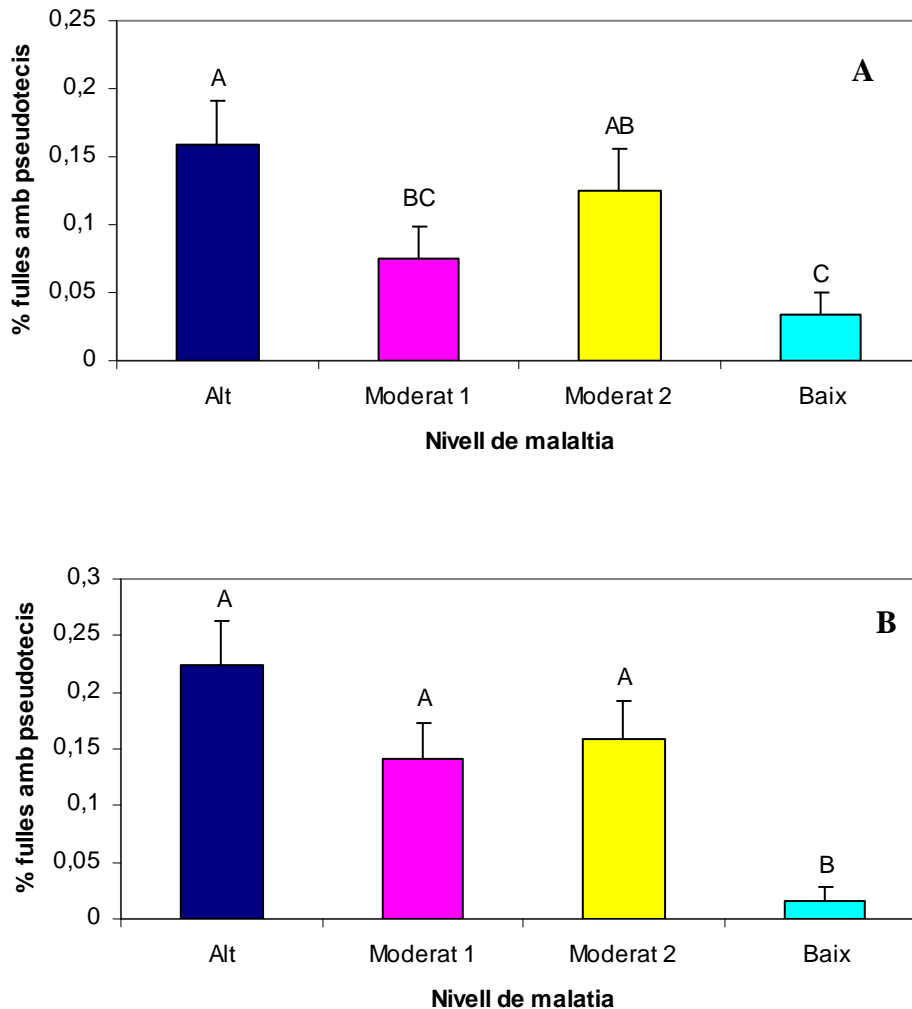 0,25
A
A
0,2
AB
% fulles amb pseudotecis
0,15
BC
0,1
C
0,05
0
Alt Moderat 1 Moderat 2 Baix
Nivell de malaltia
0,3
A
B
0,25
A
A
% fulles amb pseudotecis
0,2
0,15
0,1
B
0,05
0
Alt Moderat 1 Moderat 2 Baix
Nivell de malatia